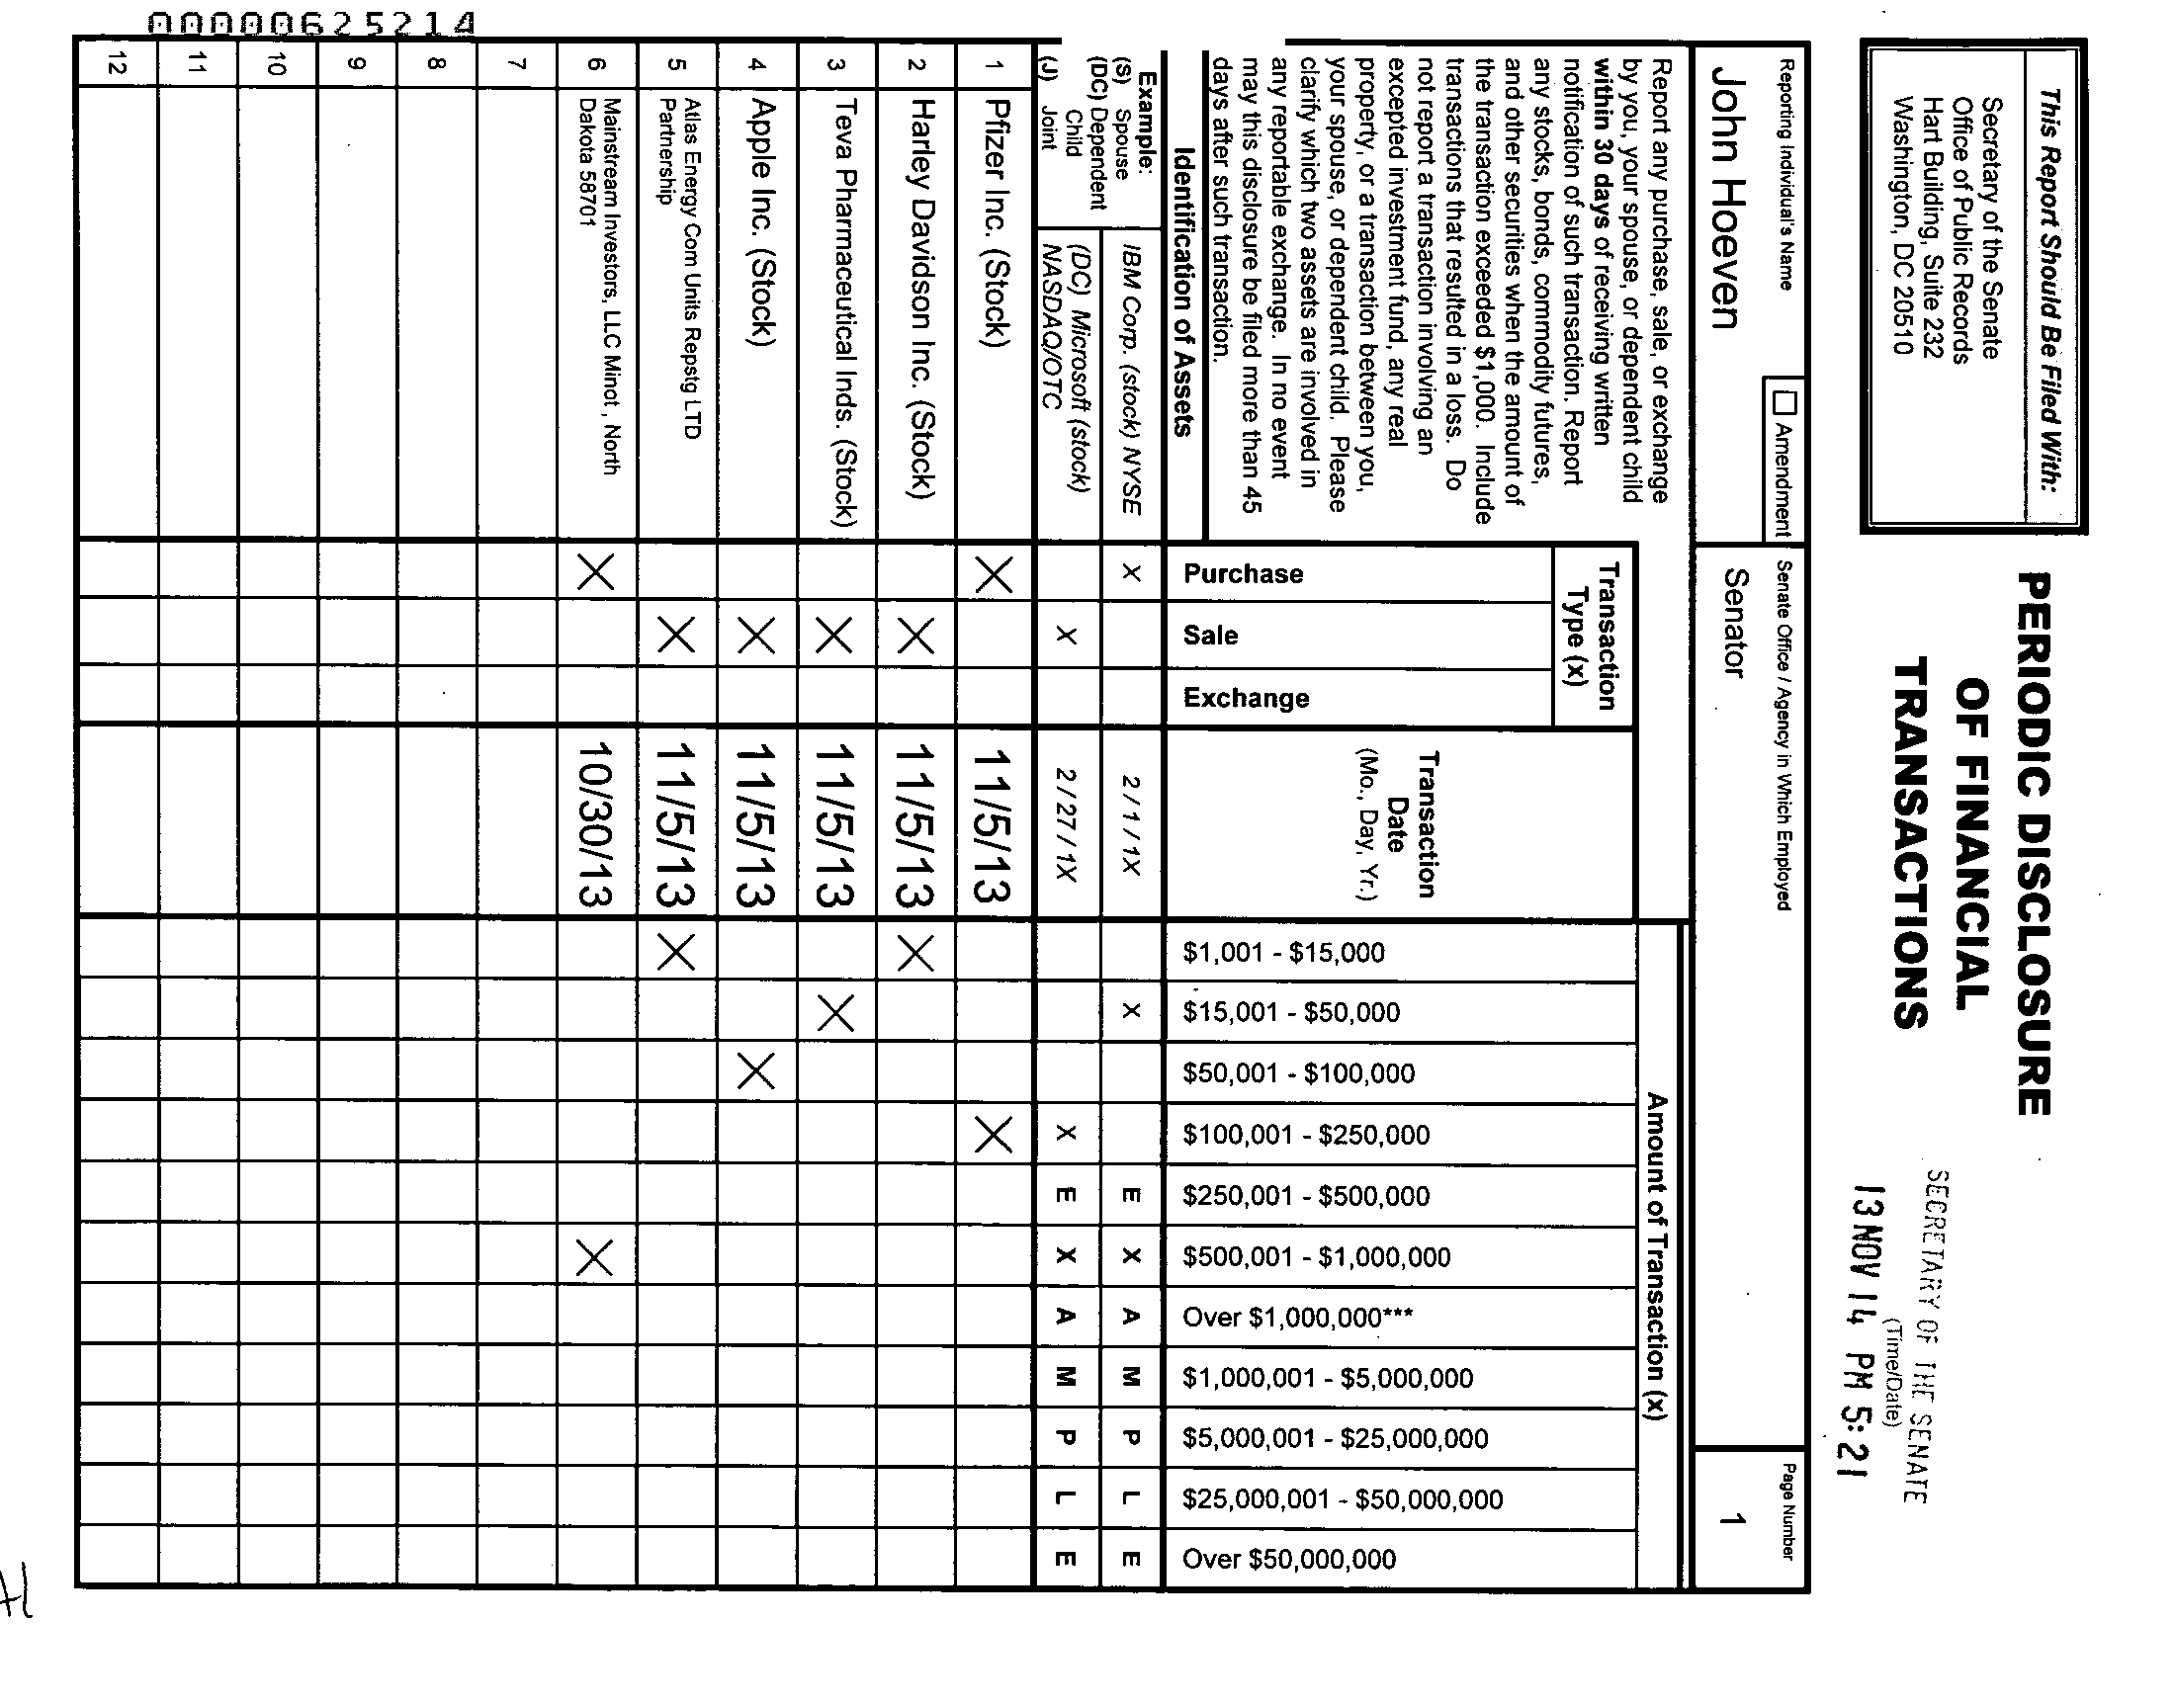 00000625214
This Report Should Be Filed With:
Secretary of the Senate
Office of Public Records
Hart Building, Suite 232
Washington, DC 20510
PERIODIC DISCLOSURE
OF FINANCIAL
TRANSACTIONS
SECRETARY OF THE SENATE
(Time/Date)
13 NOV 14 PM 5:21
Reporting Individual's Name
John Hoeven
Amendment
Senate Office / Agency in Which Employed
Senator
Page Number
1
Report any purchase, sale, or exchange
by you, your spouse, or dependent child
within 30 days of receiving written
notification of such transaction. Report
any stocks, bonds, commodity futures,
and other securities when the amount of
the transaction exceeded $1,000. Include
transactions that resulted in a loss. Do
not report a transaction involving an
excepted investment fund, any real
property, or a transaction between you,
your spouse, or dependent child. Please
clarify which two assets are involved in
any reportable exchange. In no event
may this disclosure be filed more than 45
days after such transaction.
Identification of Assets
Transaction
Type (x)
Purchase
Sale
Exchange
Transaction
Date
(Mo., Day, Yr.)
Amount of Transaction (x)
$1,001 - $15,000
$15,001 - $50,000
$50,001 - $100,000
$100,001 - $250,000
$250,001 - $500,000
$500,001 - $1,000,000
Over $1,000,000***
$1,000,001 - $5,000,000
$5,000,001 - $25,000,000
$25,000,001 - $50,000,000
Over $50,000,000
Example:
(S) Spouse
(DC) Dependent
Child
(J) Joint
IBM Corp. (stock) NYSE X 2/1/1X X E X A M P L E
(DC) Microsoft (stock)
NASDAQ/OTC X 2/27/1X X E X A M P L E
1 Pfizer Inc. (Stock) X 11/5/13 X
2 Harley Davidson Inc. (Stock) X 11/5/13 X
3 Teva Pharmaceutical Inds. (Stock) X 11/5/13 X
4 Apple Inc. (Stock) X 11/5/13 X
5 Atlas Energy Com Units Repstg LTD
Partnership X 11/5/13 X
6 Mainstream Investors, LLC Minot , North
Dakota 58701 X 10/30/13 X
7
8
9
10
11
12